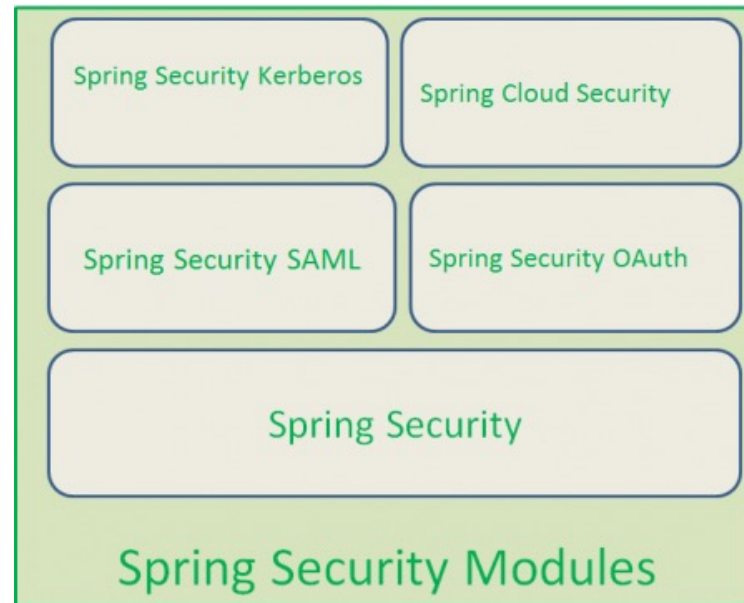 Spring Security Kerberos
Spring Cloud Security
Spring Security SAML
Spring Security OAuth
Spring Security
Spring Security Modules